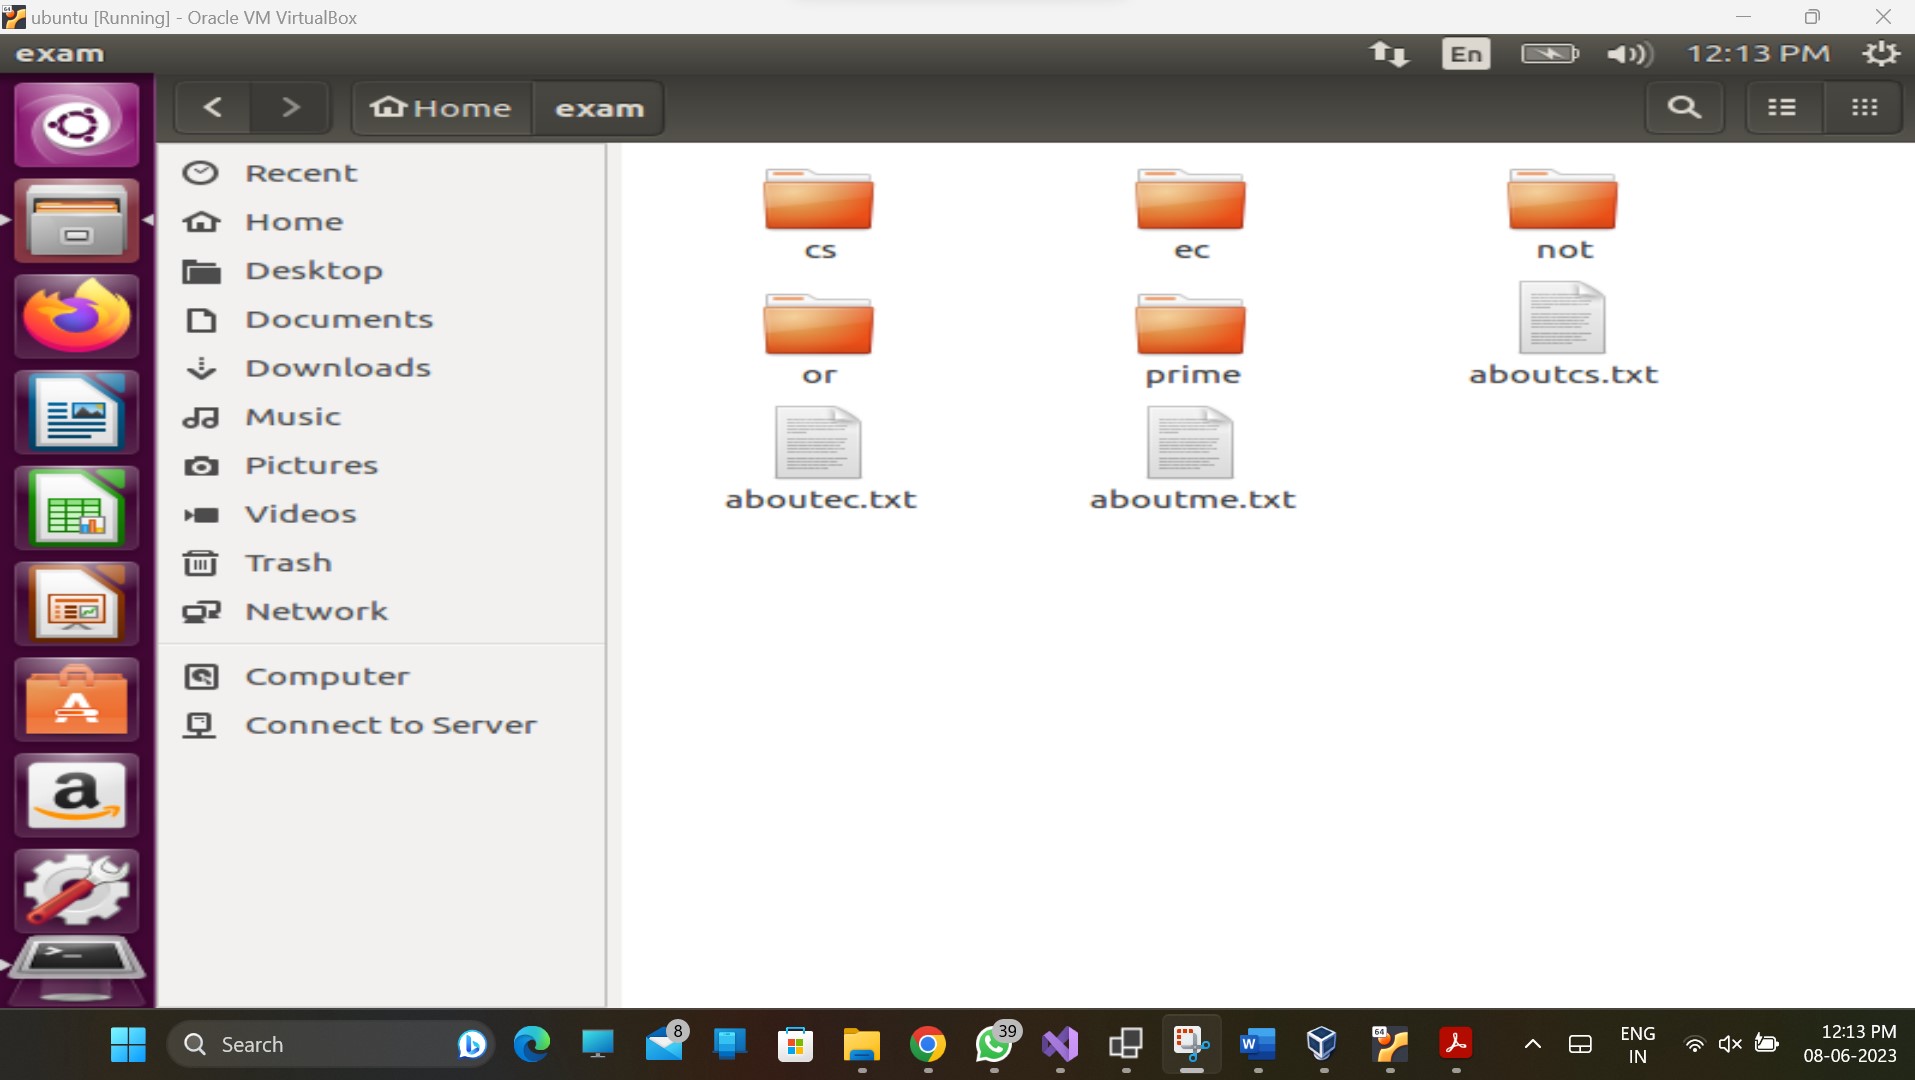 ubuntu [Running] - Oracle VM VirtualBox
exam
En
12:13 PM
Home
exam
Recent
Home
Desktop
Documents
Downloads
Music
Pictures
Videos
Trash
Network
Computer
Connect to Server
cs
ec
not
or
prime
aboutcs.txt
aboutec.txt
aboutme.txt
Search
8
39
64
ENG
IN
12:13 PM
08-06-2023